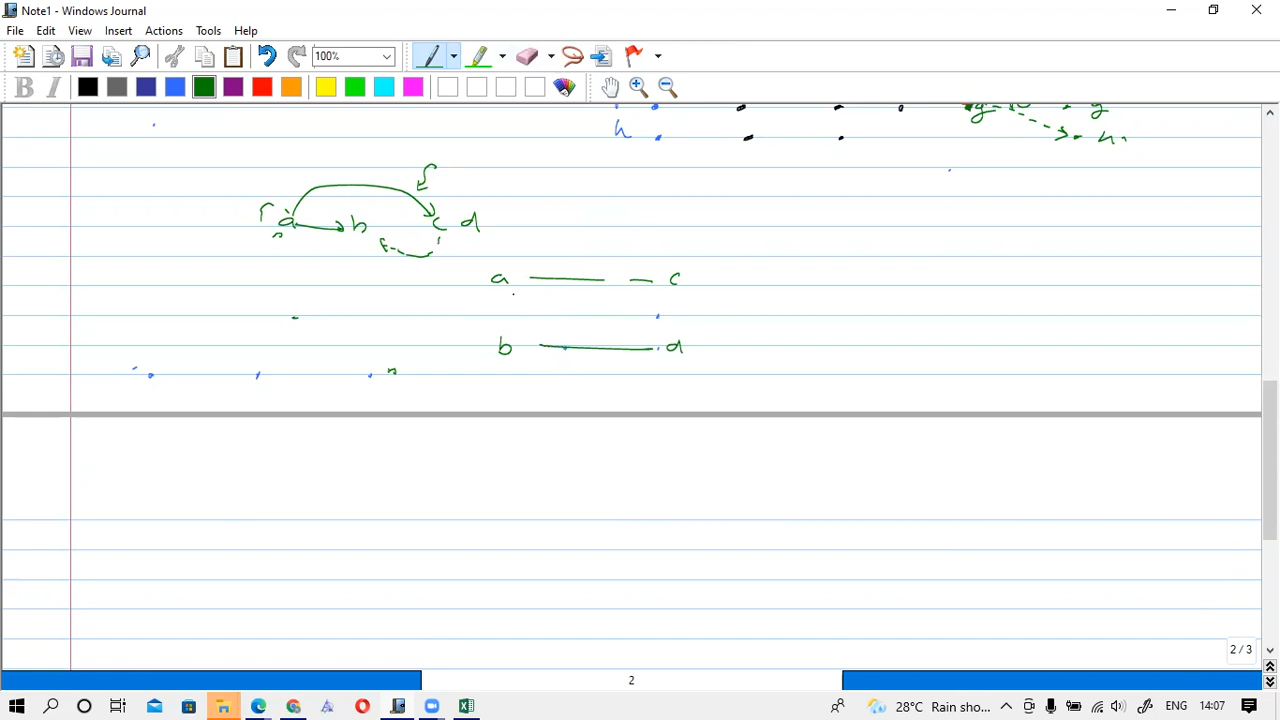 Note1 - Windows Journal
File Edit View Insert Actions Tools Help
100%
B I
g g
h h
a b c d
a c
b d
2 / 3
2
28°C Rain sho... ENG 14:07